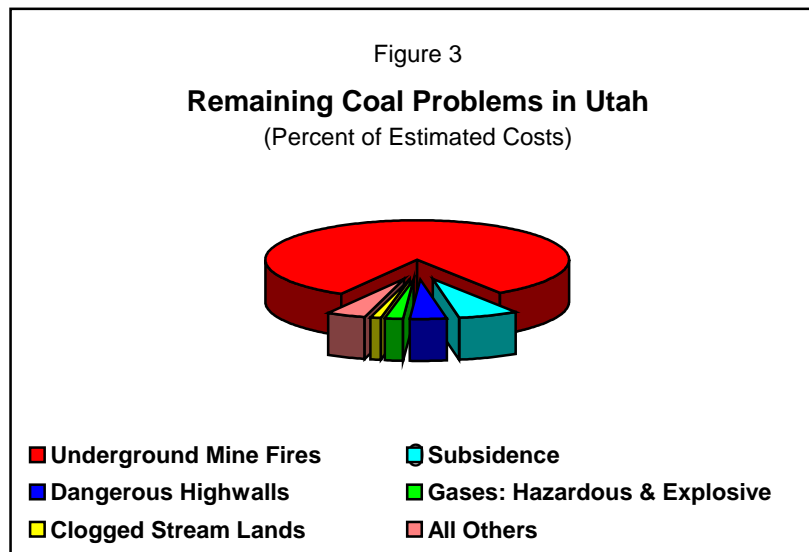 Figure 3
Remaining Coal Problems in Utah
(Percent of Estimated Costs)
Underground Mine Fires
Subsidence
Dangerous Highwalls
Gases: Hazardous & Explosive
Clogged Stream Lands
All Others